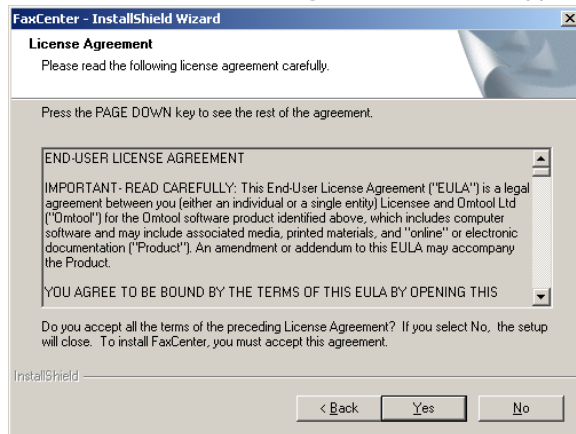 FaxCenter - InstallShield Wizard
License Agreement
Please read the following license agreement carefully.
Press the PAGE DOWN key to see the rest of the agreement.
END-USER LICENSE AGREEMENT
IMPORTANT- READ CAREFULLY: This End-User License Agreement ("EULA") is a legal
agreement between you (either an individual or a single entity) Licensee and Omtool Ltd
("Omtool") for the Omtool software product identified above, which includes computer
software and may include associated media, printed materials, and "online" or electronic
documentation ("Product"). An amendment or addendum to this EULA may accompany
the Product.
YOU AGREE TO BE BOUND BY THE TERMS OF THIS EULA BY OPENING THIS
Do you accept all the terms of the preceding License Agreement? If you select No, the setup
will close. To install FaxCenter, you must accept this agreement.
InstallShield
< Back Yes No